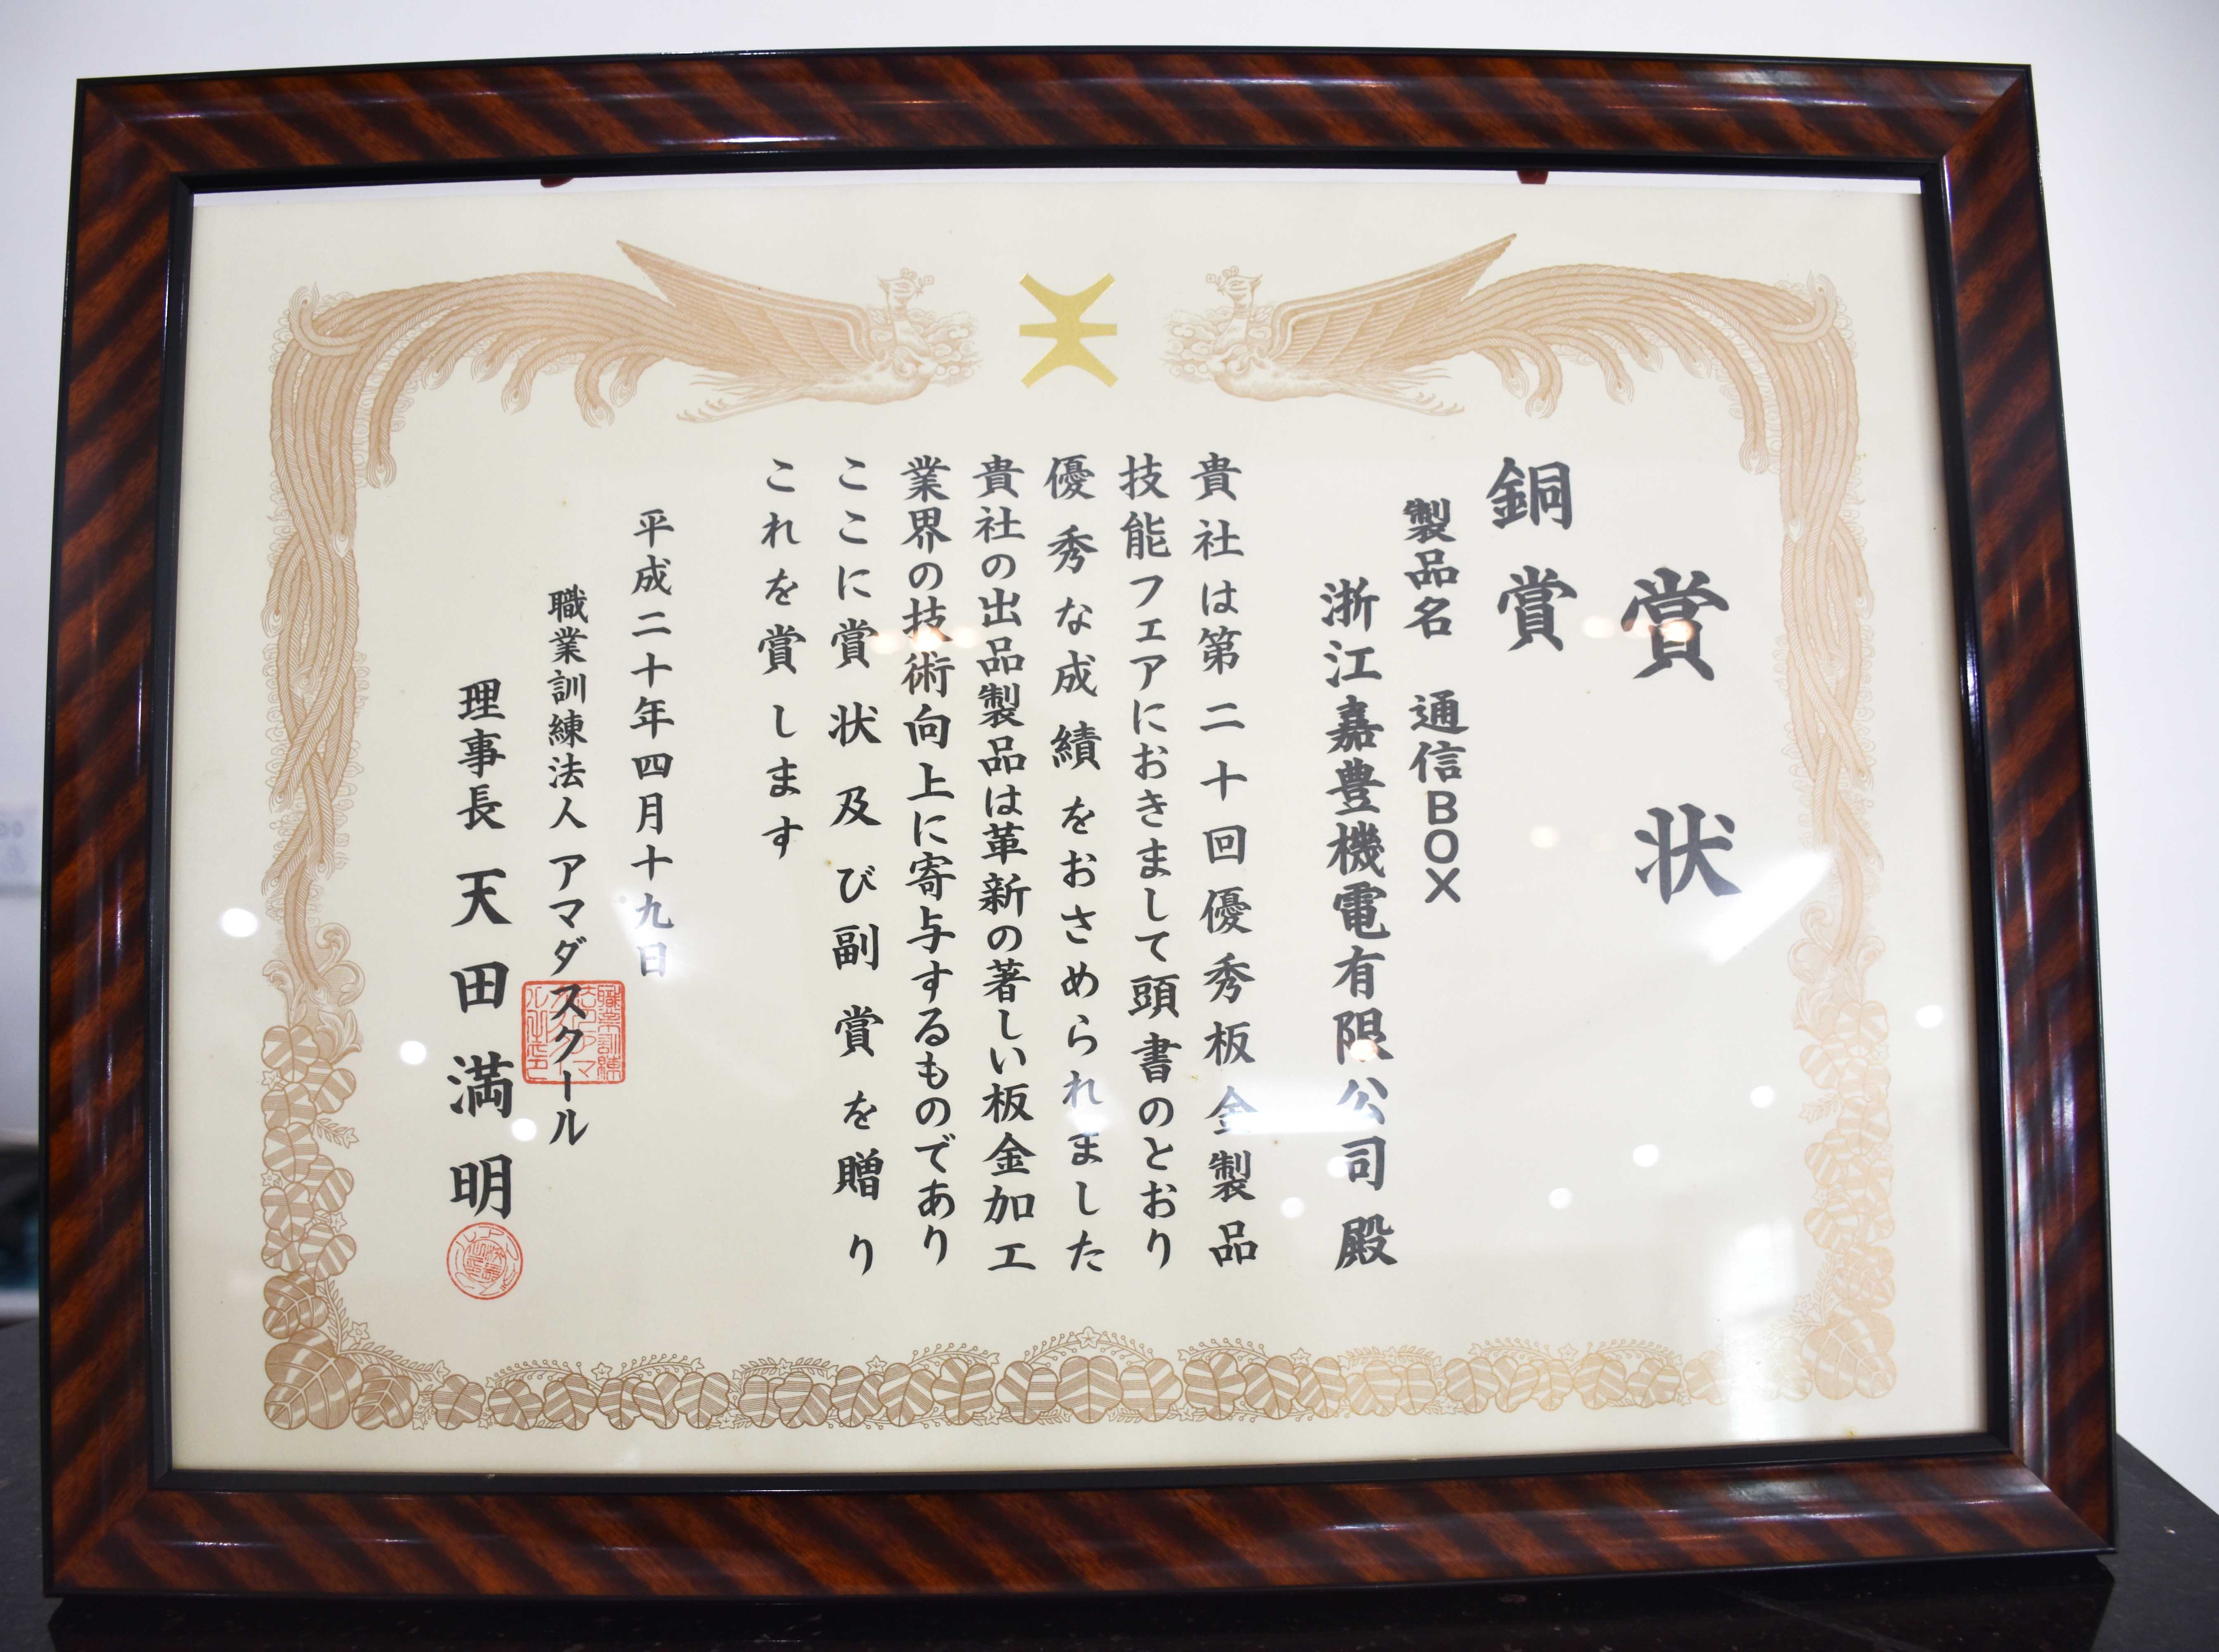 賞状
銅賞
製品名 通信BOX
浙江嘉豊機電有限公司 殿
貴社は第二十回優秀板金製品
技能フェアにおきまして頭書のとおり
優秀な成績をおさめられました
貴社の出品製品は革新の著しい板金加工
業界の技術向上に寄与するものであり
ここに賞状及び副賞を贈り
これを賞します
平成二十年四月十九日
職業訓練法人 アマダスクール
理事長 天田満明